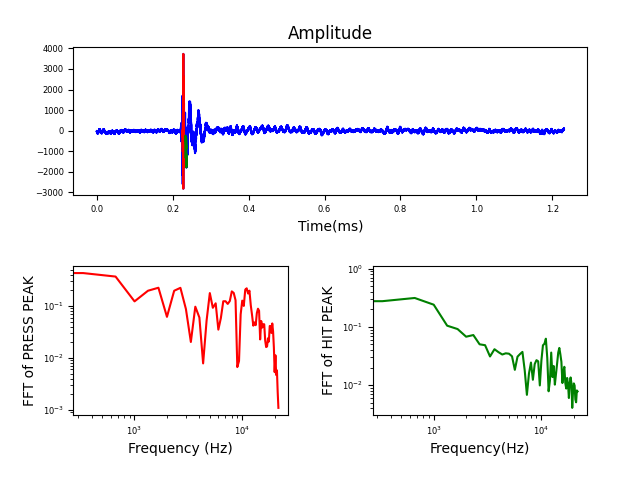 Amplitude
4000
3000
2000
1000
0
−1000
−2000
−3000
0.0 0.2 0.4 0.6 0.8 1.0 1.2
Time(ms)
FFT of PRESS PEAK
10⁻¹
10⁻²
10⁻³
10³ 10⁴
Frequency (Hz)
FFT of HIT PEAK
10⁰
10⁻¹
10⁻²
10³ 10⁴
Frequency(Hz)